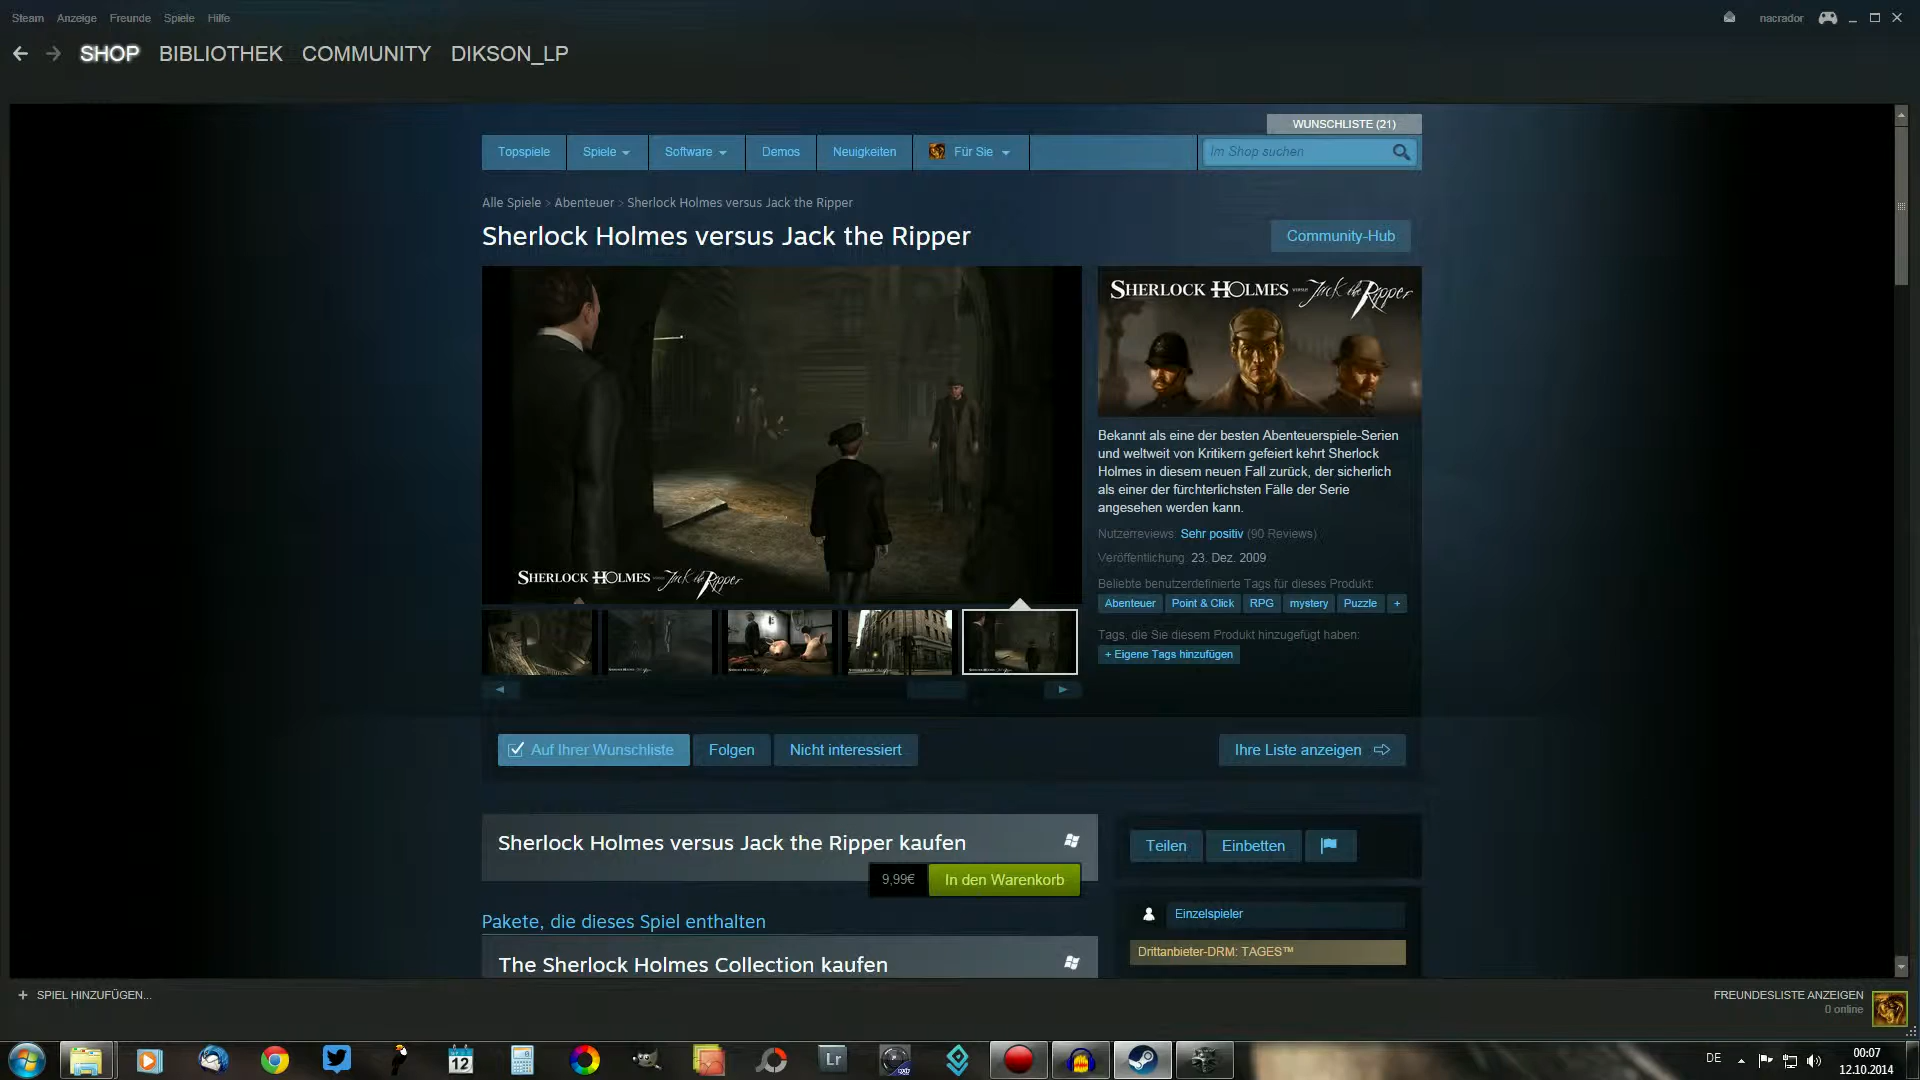 Steam Anzeige Freunde Spiele Hilfe
nacrador
SHOP BIBLIOTHEK COMMUNITY DIKSON_LP
WUNSCHLISTE (21)
Topspiele Spiele Software Demos Neuigkeiten Für Sie Im Shop suchen
Alle Spiele > Abenteuer > Sherlock Holmes versus Jack the Ripper
Sherlock Holmes versus Jack the Ripper
Community-Hub
SHERLOCK HOLMES versus Jack the Ripper
SHERLOCK HOLMES versus Jack the Ripper
Bekannt als eine der besten Abenteuerspiele-Serien
und weltweit von Kritikern gefeiert kehrt Sherlock
Holmes in diesem neuen Fall zurück, der sicherlich
als einer der fürchterlichsten Fälle der Serie
angesehen werden kann.
Nutzerreviews: Sehr positiv (90 Reviews)
Veröffentlichung: 23. Dez. 2009
Beliebte benutzerdefinierte Tags für dieses Produkt:
Abenteuer Point & Click RPG mystery Puzzle +
Tags, die Sie diesem Produkt hinzugefügt haben:
+ Eigene Tags hinzufügen
Auf Ihrer Wunschliste Folgen Nicht interessiert Ihre Liste anzeigen
Sherlock Holmes versus Jack the Ripper kaufen
9,99€ In den Warenkorb
Teilen Einbetten
Pakete, die dieses Spiel enthalten
The Sherlock Holmes Collection kaufen
Einzelspieler
Drittanbieter-DRM: TAGES™
+ SPIEL HINZUFÜGEN...
FREUNDESLISTE ANZEIGEN
0 online
12
Lr
DE
00:07
12.10.2014